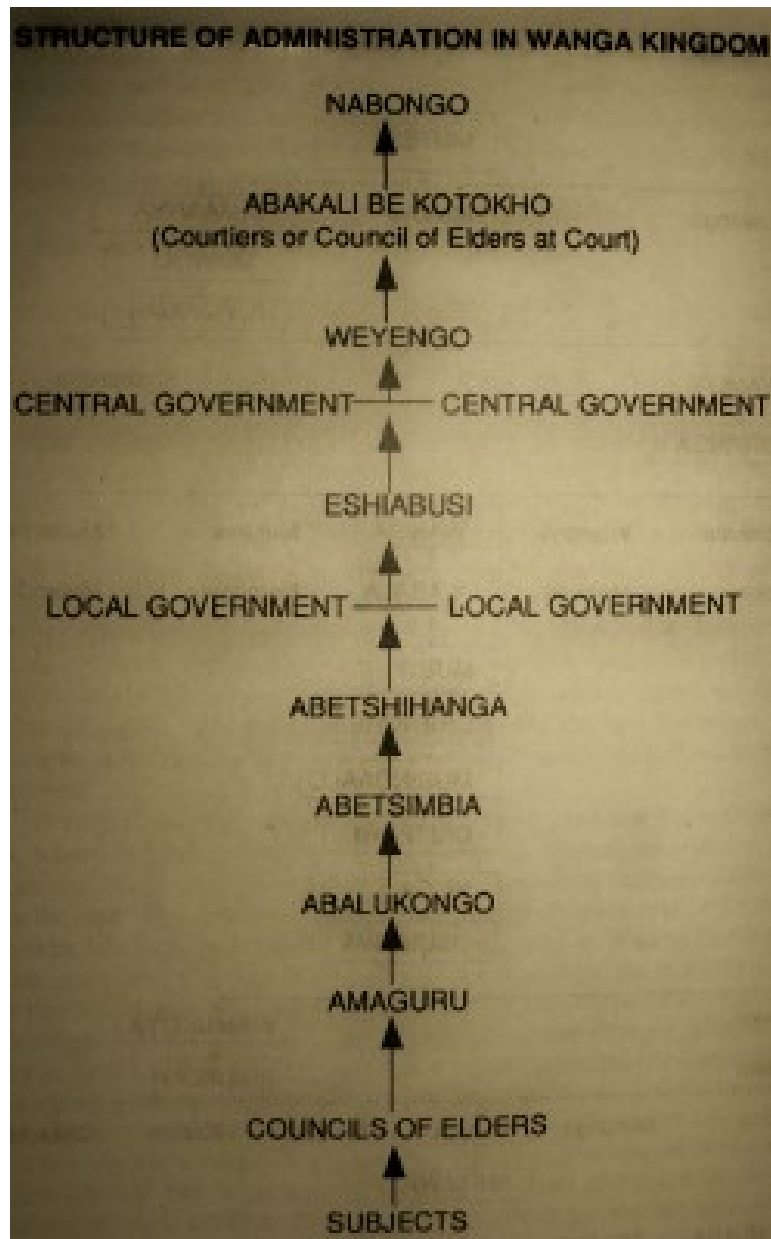 STRUCTURE OF ADMINISTRATION IN WANGA KINGDOM
NABONGO
ABAKALI BE KOTOKHO
(Courtiers or Council of Elders at Court)
WEYENGO
CENTRAL GOVERNMENT CENTRAL GOVERNMENT
ESHIABUSI
LOCAL GOVERNMENT LOCAL GOVERNMENT
ABETSHIHANGA
ABETSIMBIA
ABALUKONGO
AMAGURU
COUNCILS OF ELDERS
SUBJECTS